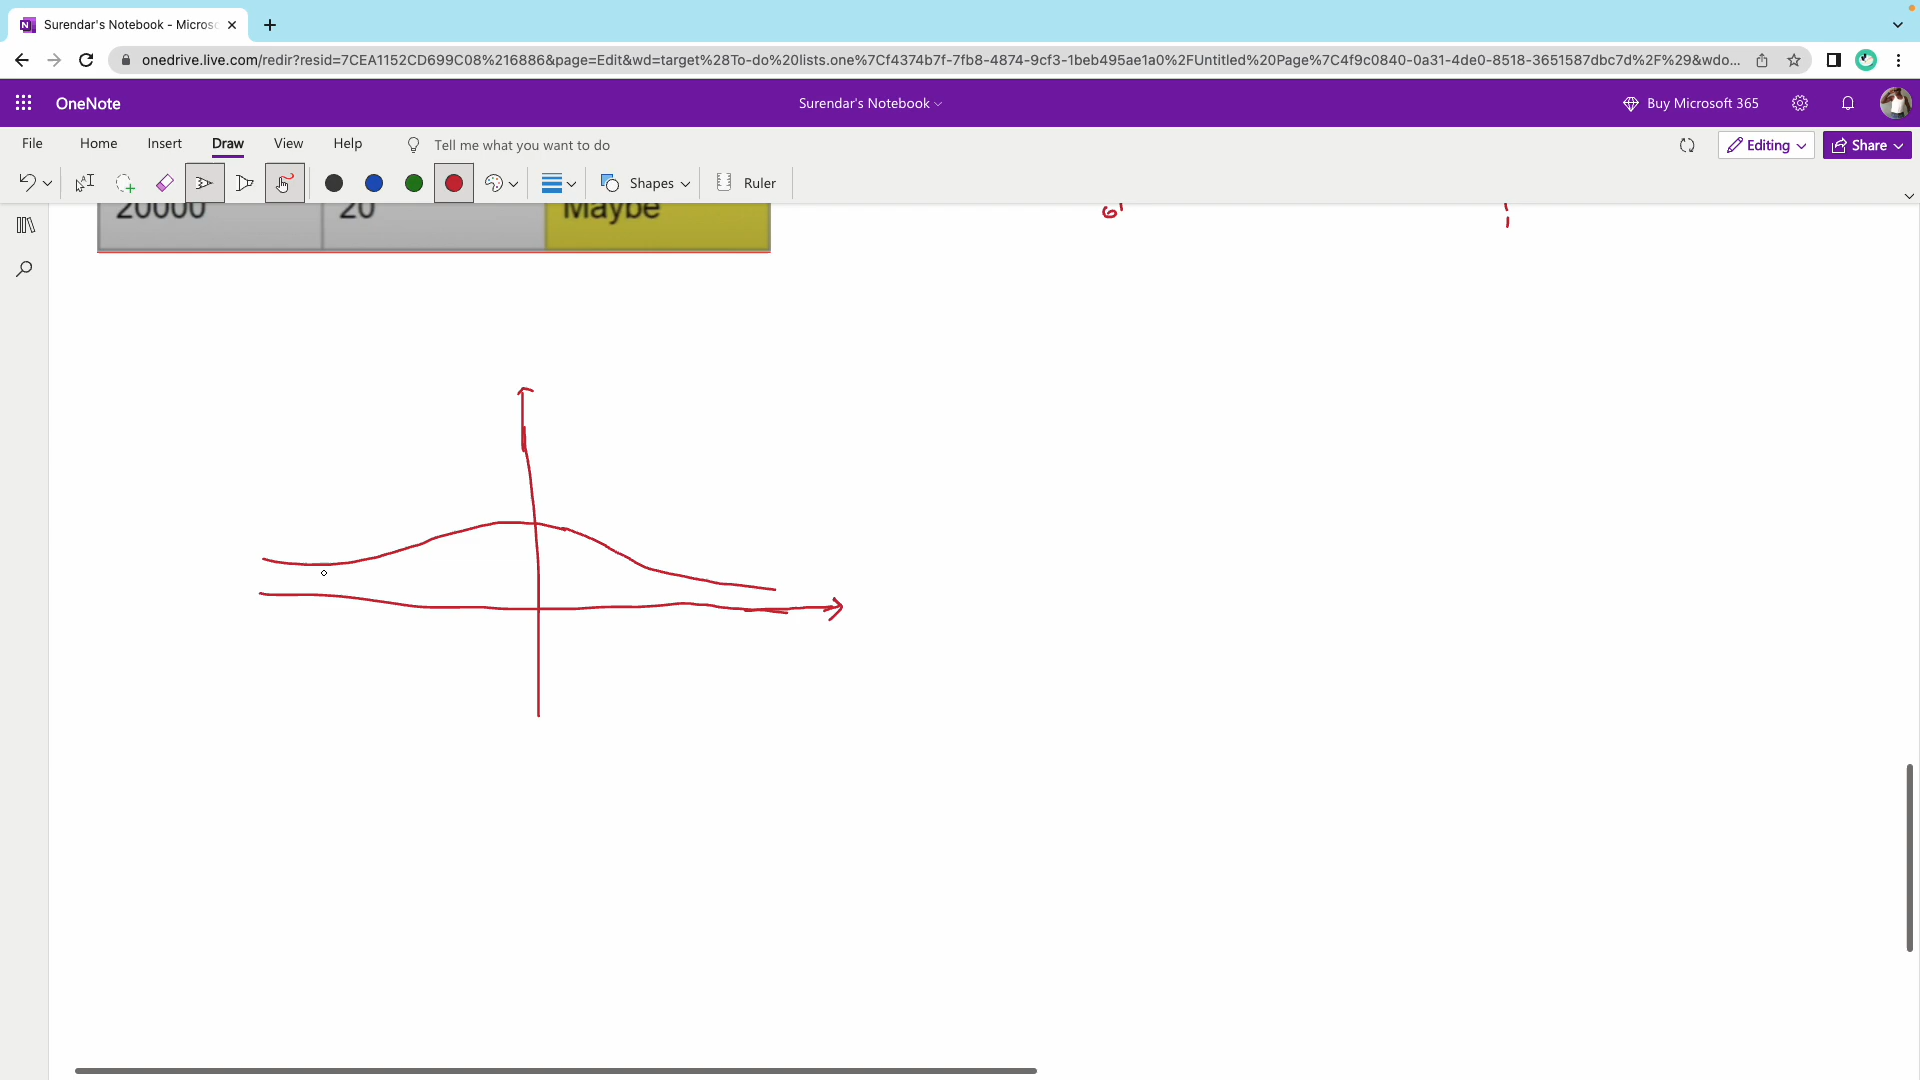 Surendar's Notebook - Micros
onedrive.live.com/redir?resid=7CEA1152CD699C08%216886&page=Edit&wd=target%28To-do%20lists.one%7Cf4374b7f-7fb8-4874-9cf3-1beb495ae1a0%2FUntitled%20Page%7C4f9c0840-0a31-4de0-8518-3651587dbc7d%2F%29&wdo...
OneNote
Surendar's Notebook
Buy Microsoft 365
File Home Insert Draw View Help
Tell me what you want to do
Editing
Share
Shapes
Ruler
20000 20 Maybe